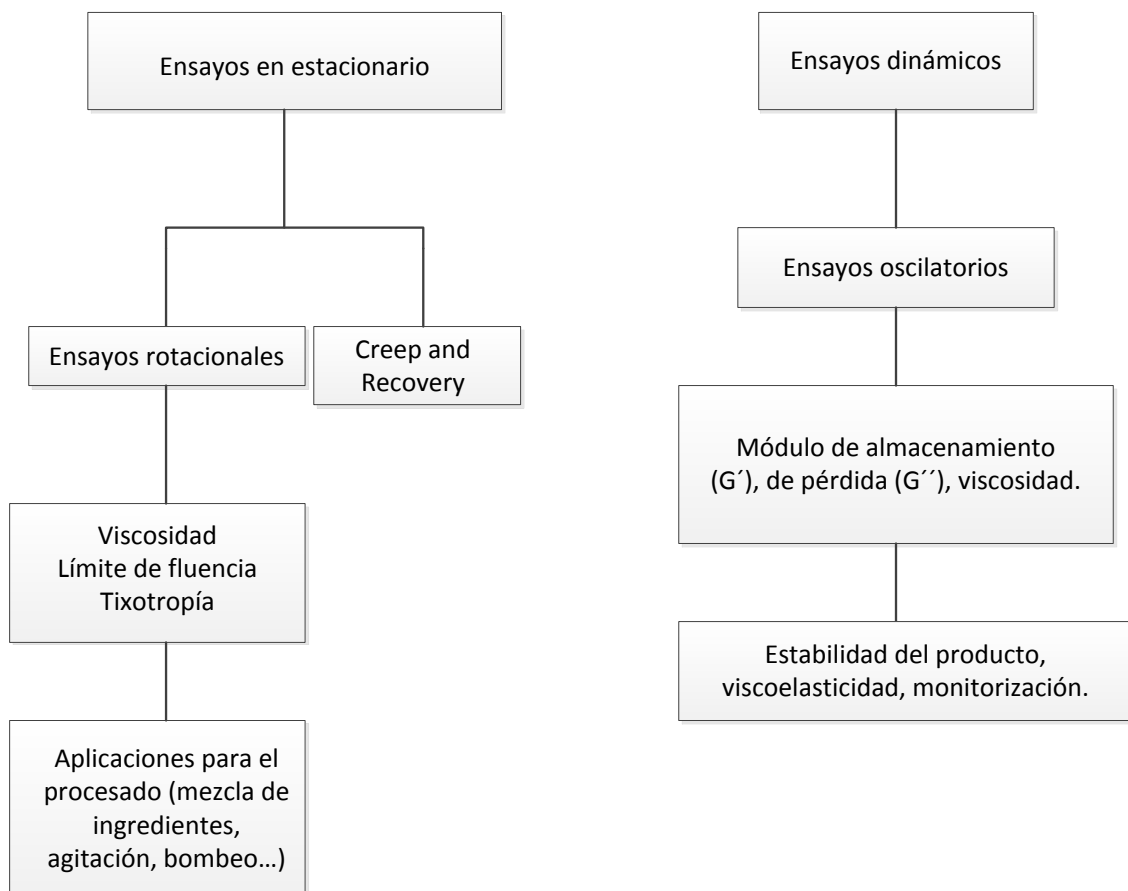 Ensayos en estacionario
Ensayos rotacionales
Creep and
Recovery
Viscosidad
Límite de fluencia
Tixotropía
Aplicaciones para el
procesado (mezcla de
ingredientes,
agitación, bombeo…)
Ensayos dinámicos
Ensayos oscilatorios
Módulo de almacenamiento
(G´), de pérdida (G´´), viscosidad.
Estabilidad del producto,
viscoelasticidad, monitorización.